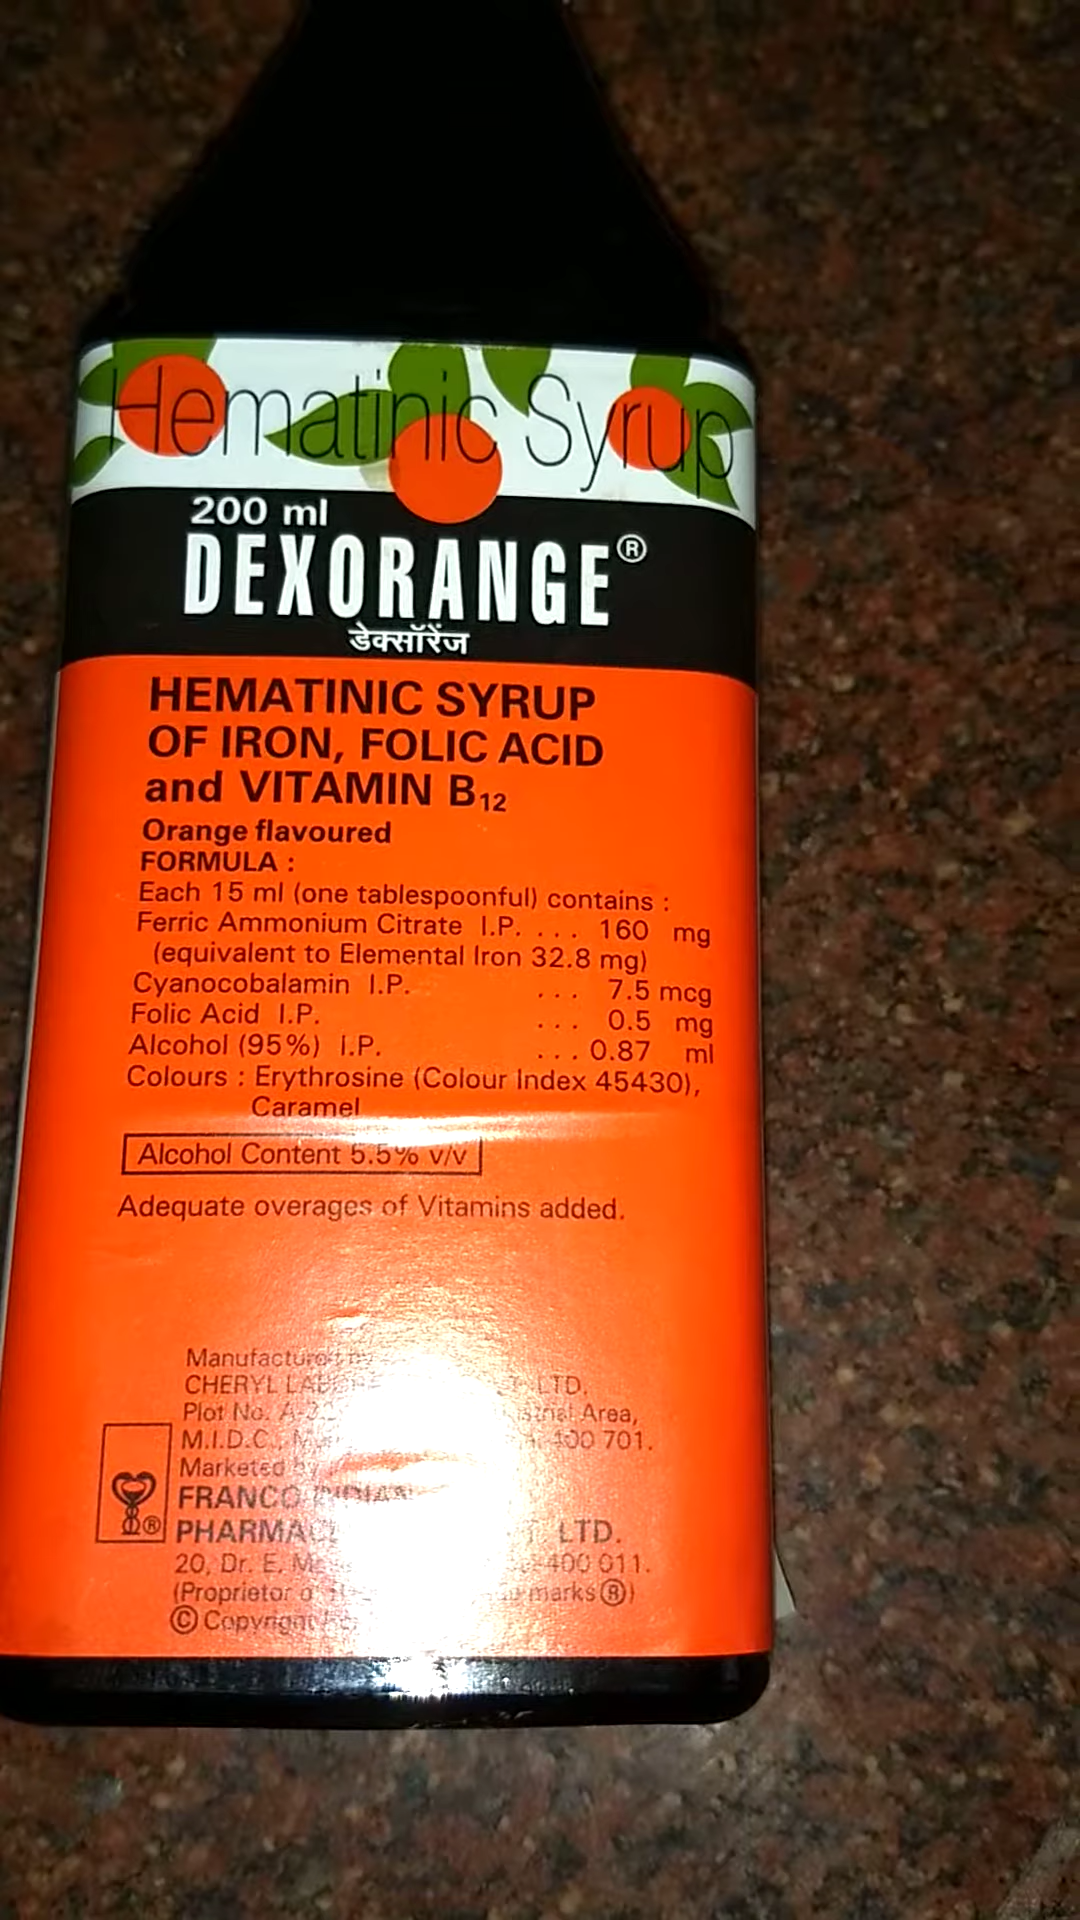 Hematinic Syrup
200 ml
DEXORANGE®
डेक्सॉरेंज
HEMATINIC SYRUP
OF IRON, FOLIC ACID
and VITAMIN B₁₂
Orange flavoured
FORMULA :
Each 15 ml (one tablespoonful) contains :
Ferric Ammonium Citrate I.P. . . . 160 mg
(equivalent to Elemental Iron 32.8 mg)
Cyanocobalamin I.P. . . . 7.5 mcg
Folic Acid I.P. . . . 0.5 mg
Alcohol (95%) I.P. . . . 0.87 ml
Colours : Erythrosine (Colour Index 45430),
Caramel
Alcohol Content 5.5% v/v
Adequate overages of Vitamins added.
Manufactured by
CHERYL LTD.
Plot No. Area,
M.I.D.C., 400 701.
Marketed by
FRANCO-INDIAN
LTD.
20, Dr. E. 400 011.
(Proprietor marks®)
® © Copyright